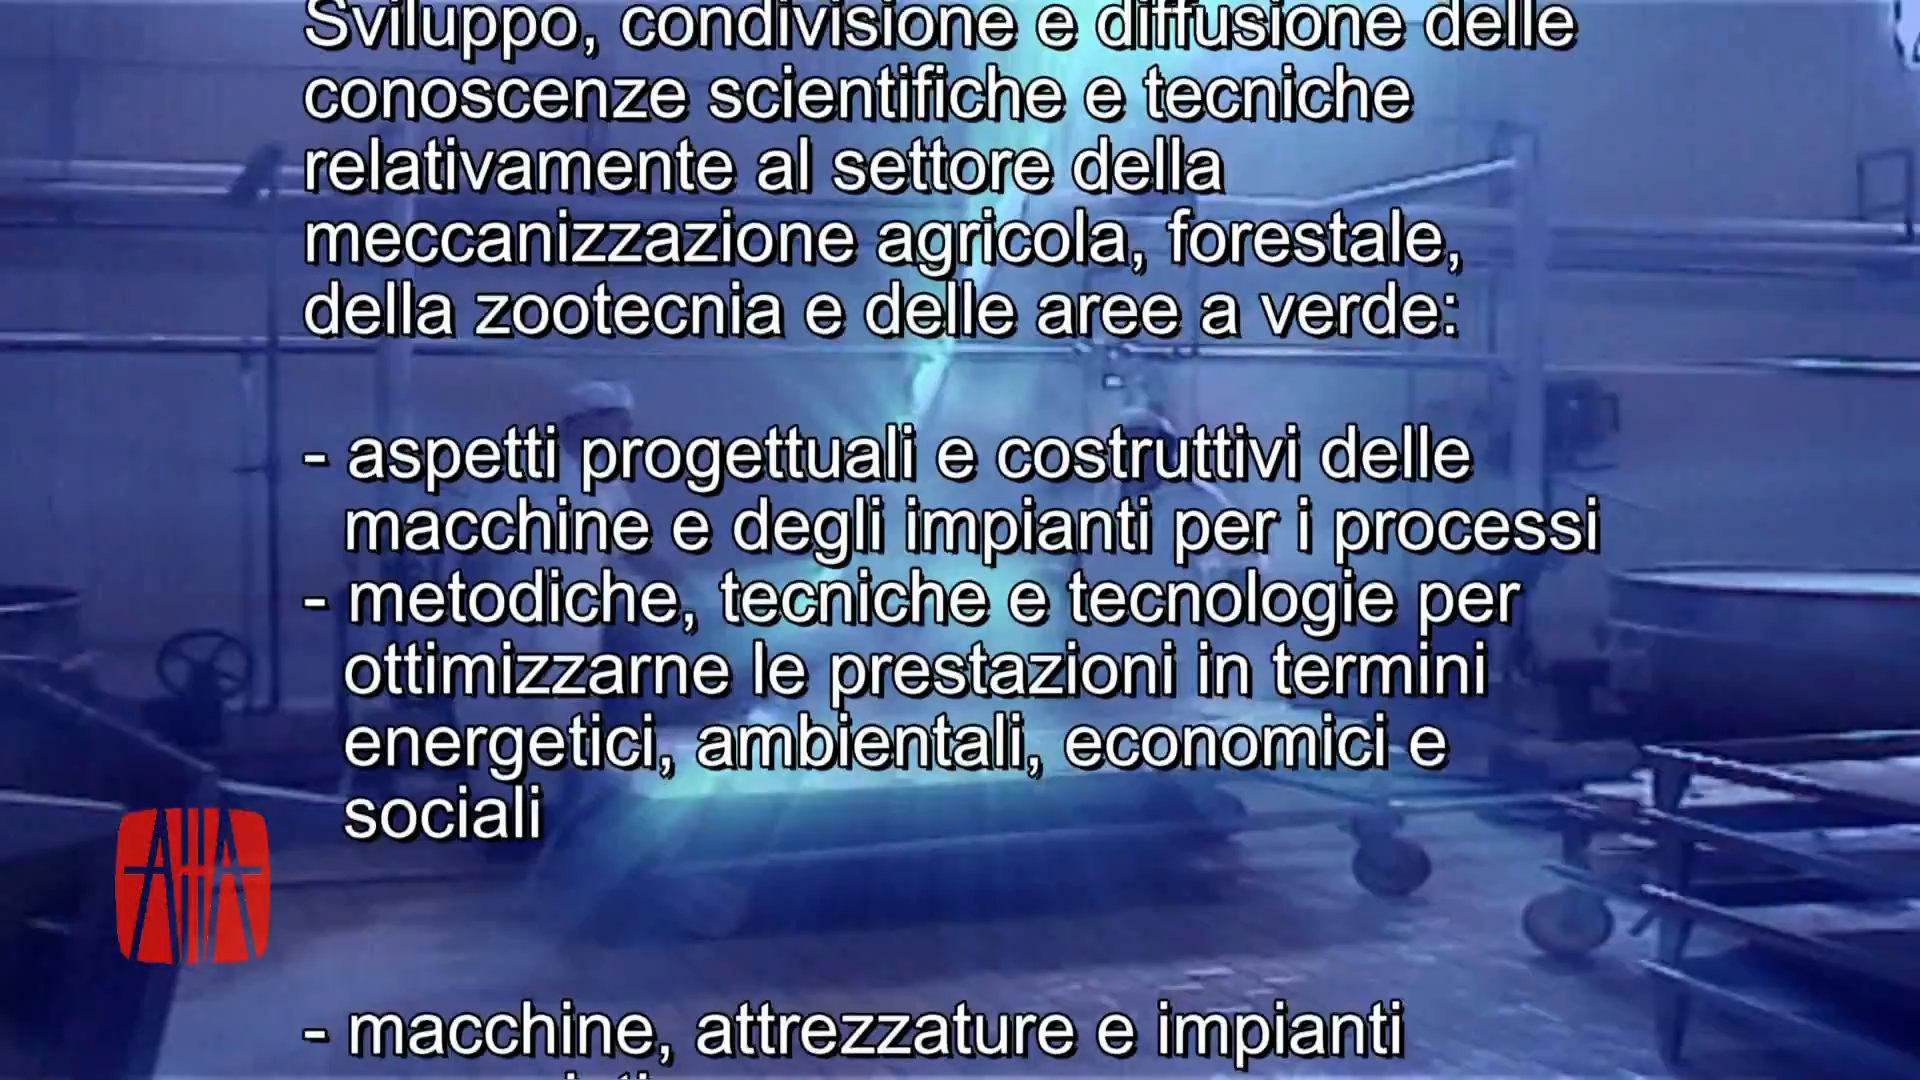 Sviluppo, condivisione e diffusione delle
conoscenze scientifiche e tecniche
relativamente al settore della
meccanizzazione agricola, forestale,
della zootecnia e delle aree a verde:
- aspetti progettuali e costruttivi delle
macchine e degli impianti per i processi
- metodiche, tecniche e tecnologie per
ottimizzarne le prestazioni in termini
energetici, ambientali, economici e
sociali
- macchine, attrezzature e impianti